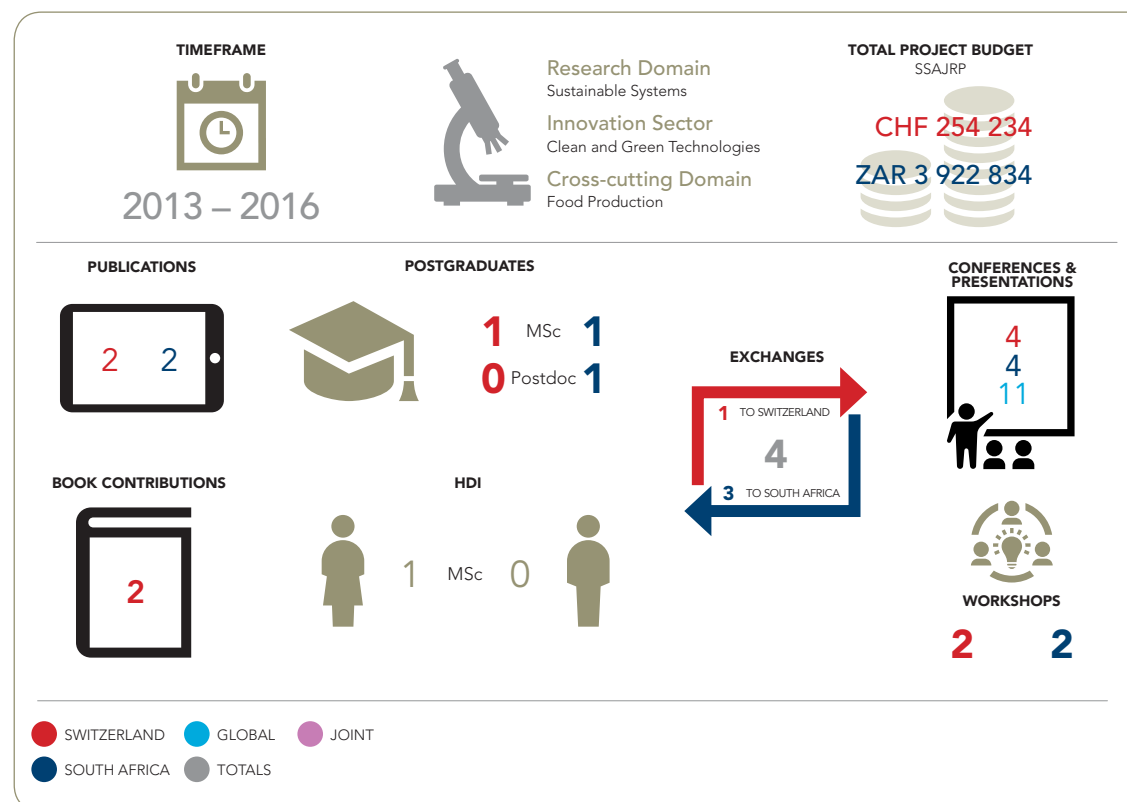 TIMEFRAME
2013 – 2016
Research Domain
Sustainable Systems
Innovation Sector
Clean and Green Technologies
Cross-cutting Domain
Food Production
TOTAL PROJECT BUDGET
SSAJRP
CHF 254 234
ZAR 3 922 834
PUBLICATIONS
2 2
POSTGRADUATES
1 MSc 1
0 Postdoc 1
EXCHANGES
1 TO SWITZERLAND
4
3 TO SOUTH AFRICA
CONFERENCES &
PRESENTATIONS
4
4
11
BOOK CONTRIBUTIONS
2
HDI
1 MSc 0
WORKSHOPS
2 2
SWITZERLAND GLOBAL JOINT
SOUTH AFRICA TOTALS